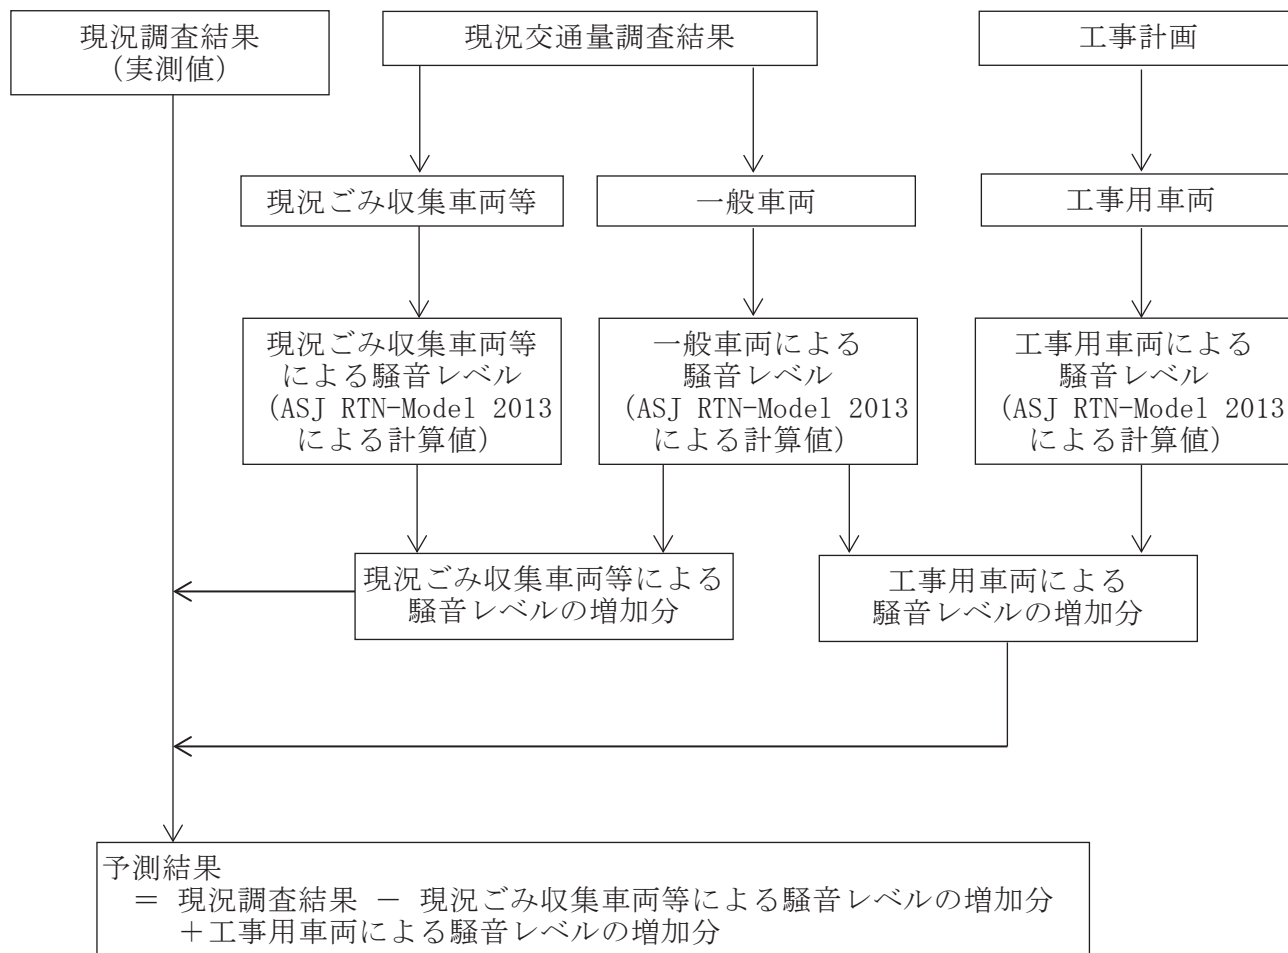 現況調査結果
（実測値）
現況交通量調査結果
工事計画
現況ごみ収集車両等
一般車両
工事用車両
現況ごみ収集車両等
による騒音レベル
（ASJ RTN−Model 2013
による計算値）
一般車両による
騒音レベル
（ASJ RTN−Model 2013
による計算値）
工事用車両による
騒音レベル
（ASJ RTN−Model 2013
による計算値）
現況ごみ収集車両等による
騒音レベルの増加分
工事用車両による
騒音レベルの増加分
予測結果
＝ 現況調査結果 − 現況ごみ収集車両等による騒音レベルの増加分
＋工事用車両による騒音レベルの増加分